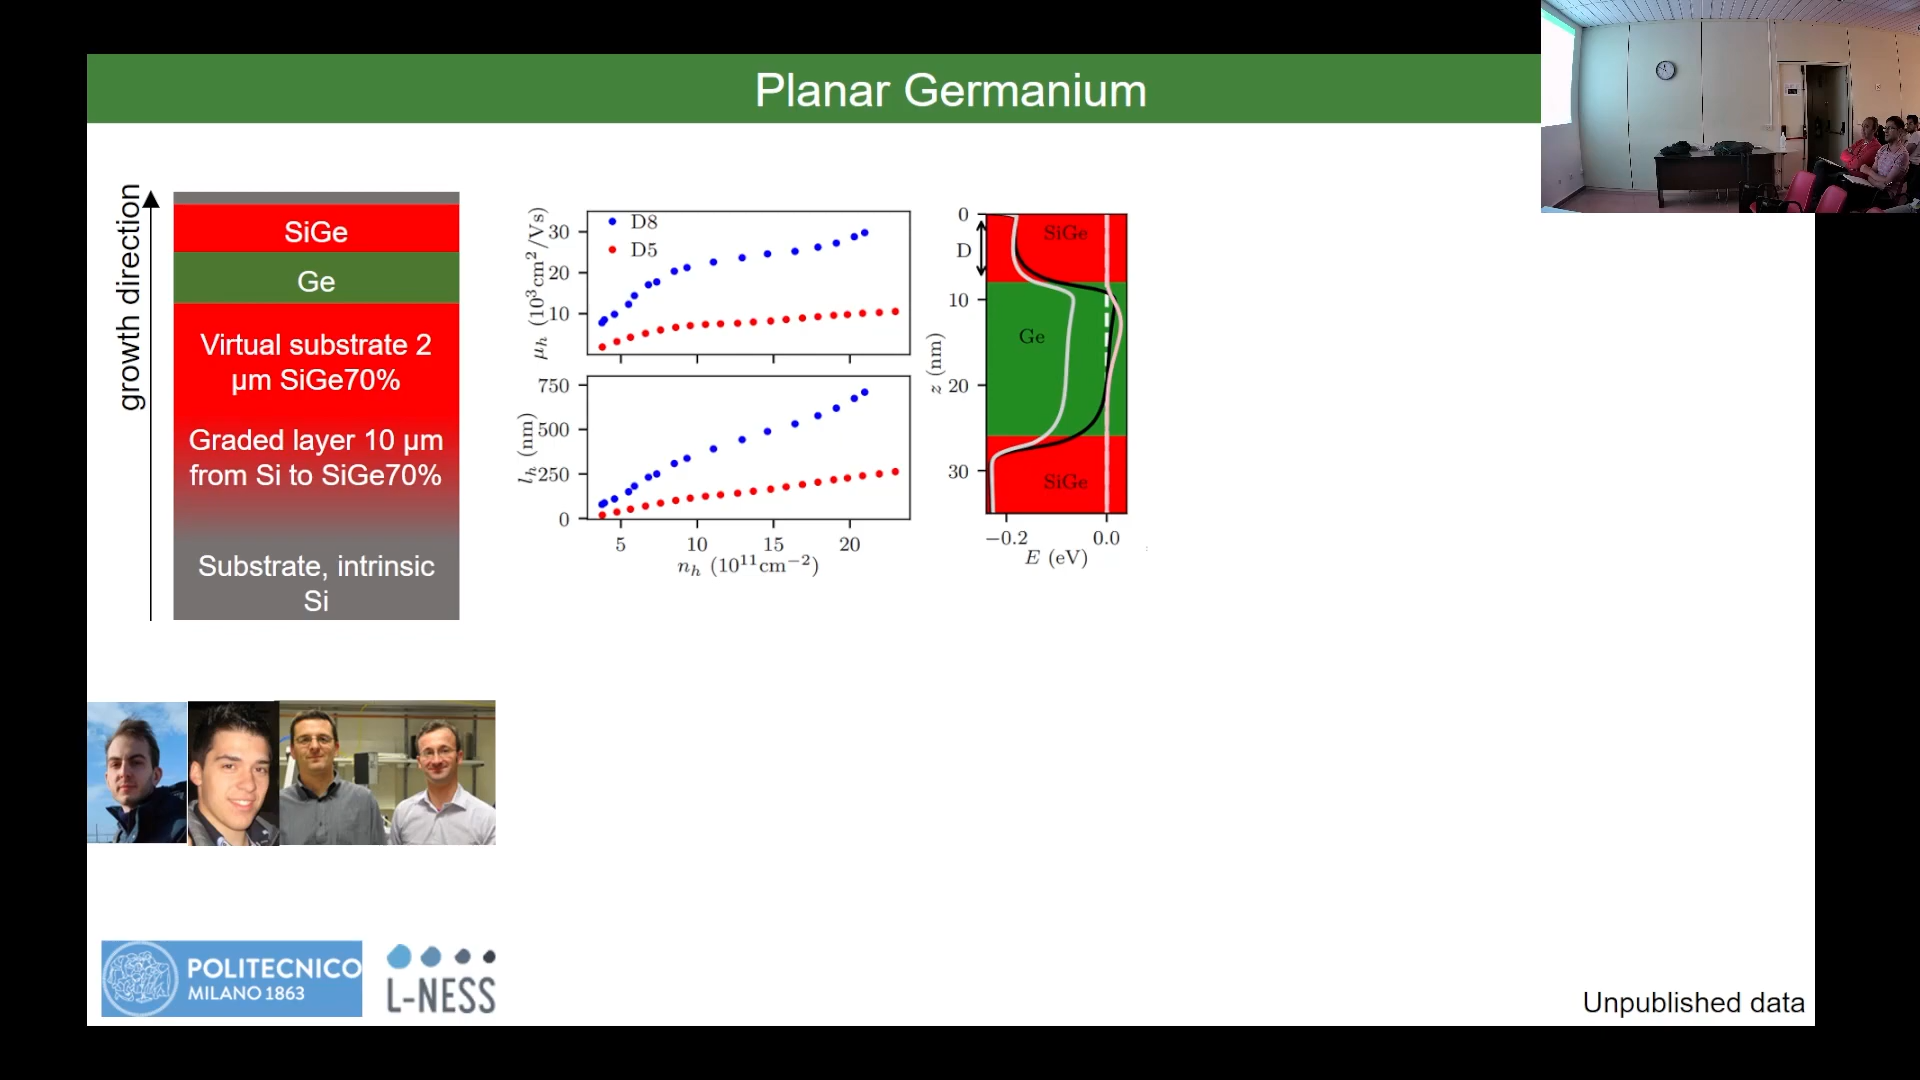 Planar Germanium
growth direction
SiGe
Ge
Virtual substrate 2
µm SiGe70%
Graded layer 10 µm
from Si to SiGe70%
Substrate, intrinsic
Si
μh (10³cm²/Vs)
30
20
10
D8
D5
lh (nm)
750
500
250
0
5 10 15 20
nh (10¹¹cm⁻²)
z (nm)
0
10
20
30
D
SiGe
Ge
SiGe
−0.2 0.0
E (eV)
POLITECNICO
MILANO 1863
L-NESS
Unpublished data